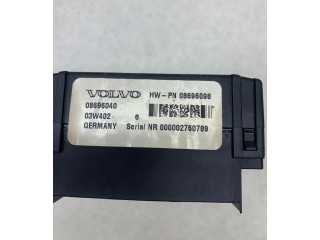 VOLVO HW-PN 08696098
08696040
03W402 e
GERMANY Serial NR 000002760789